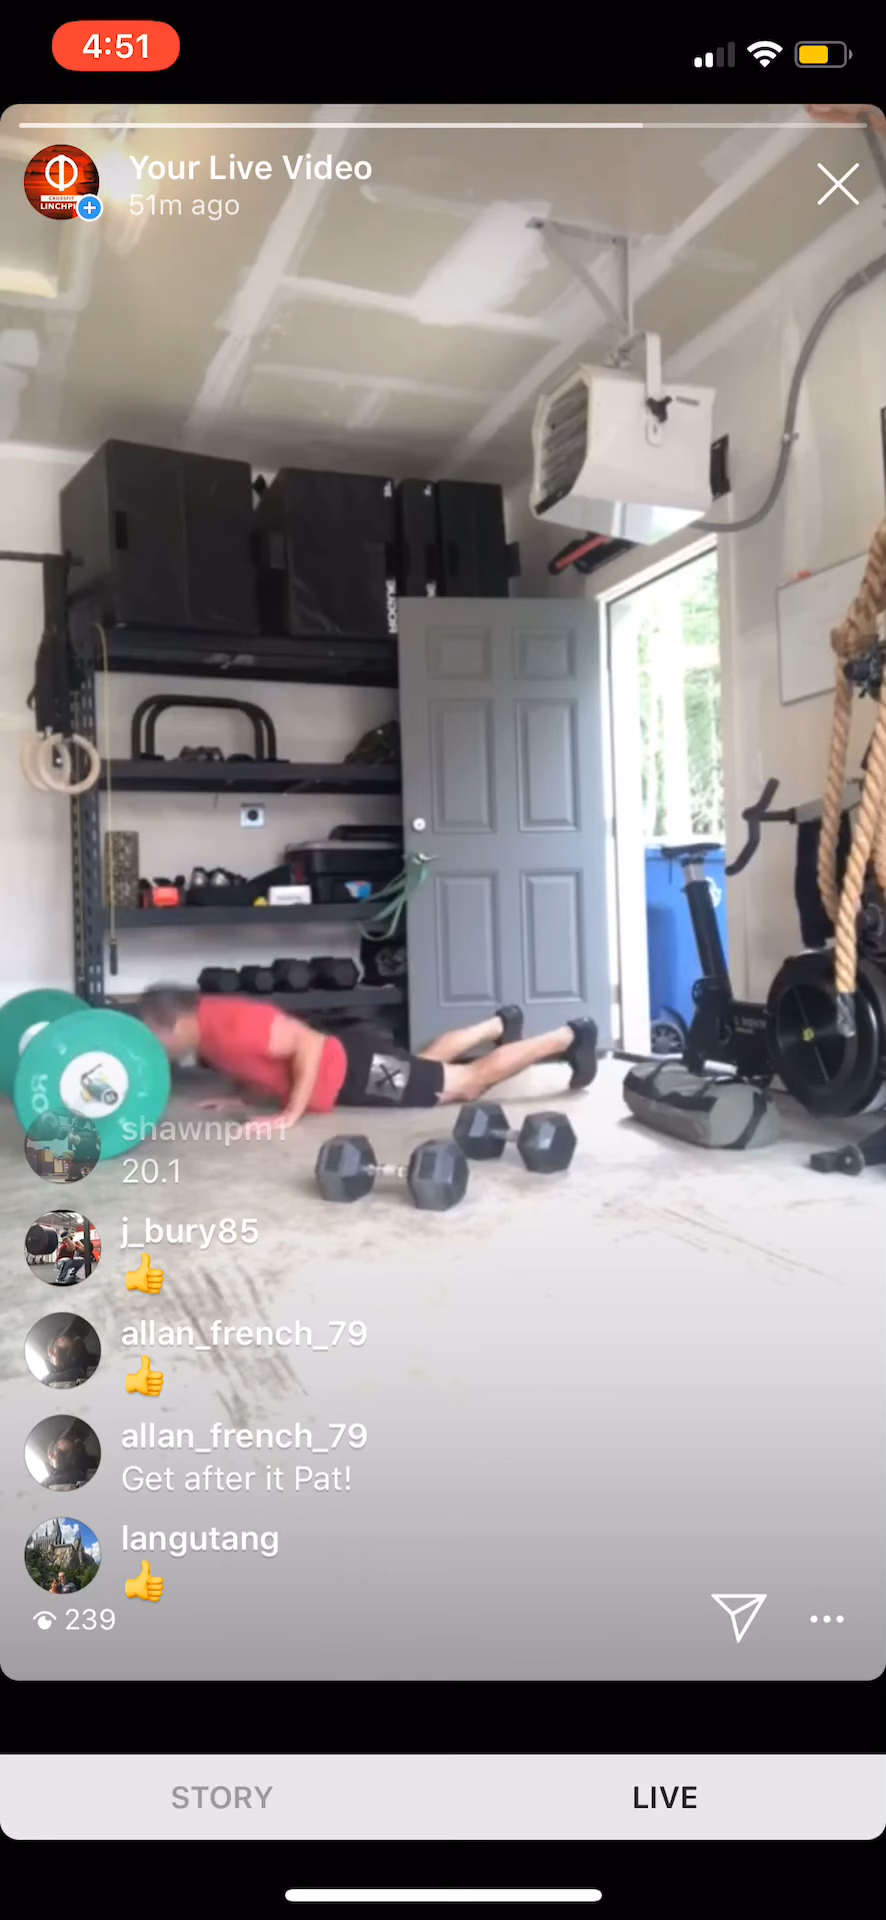 4:51
Your Live Video
51m ago
CROSSFIT
shawnpm1
20.1
j_bury85
👍
allan_french_79
👍
allan_french_79
Get after it Pat!
langutang
👍
239
STORY
LIVE